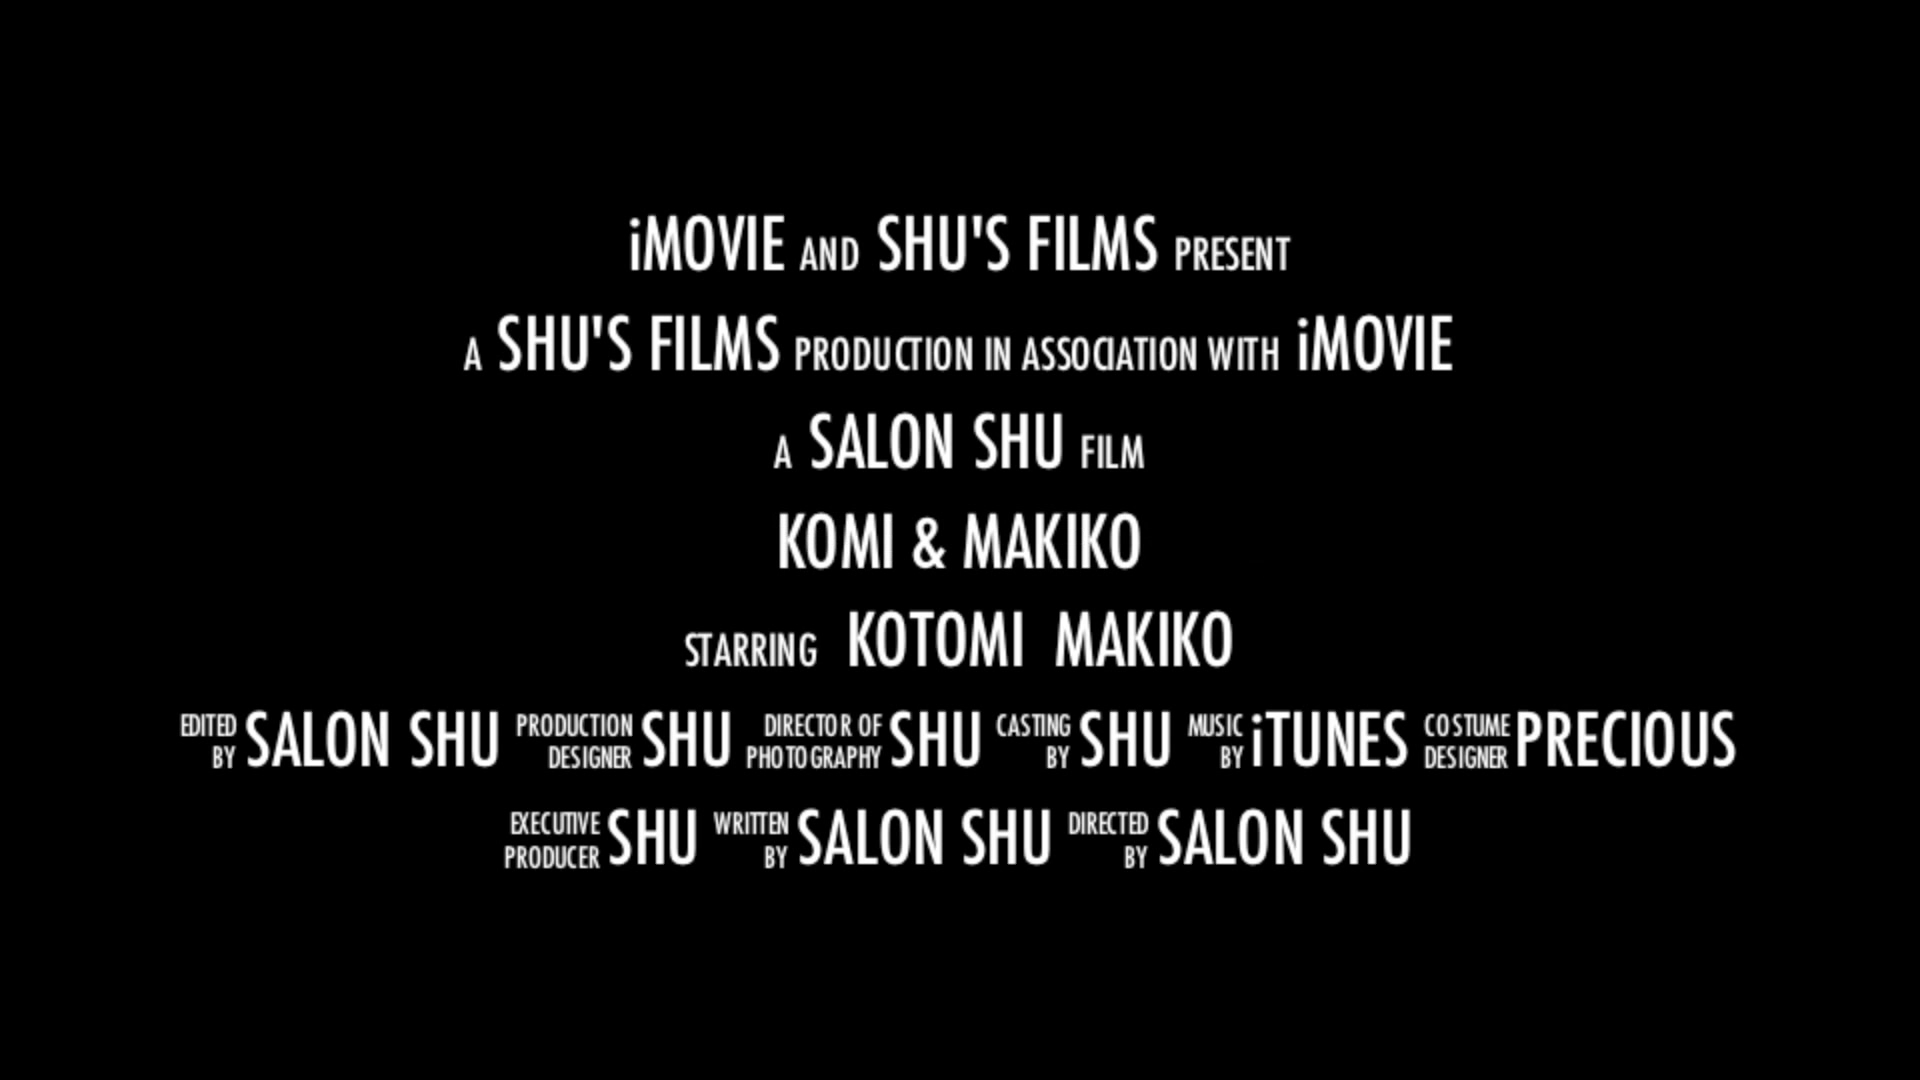 iMOVIE AND SHU'S FILMS PRESENT
A SHU'S FILMS PRODUCTION IN ASSOCIATION WITH iMOVIE
A SALON SHU FILM
KOMI & MAKIKO
STARRING KOTOMI MAKIKO
EDITED BY SALON SHU PRODUCTION DESIGNER SHU DIRECTOR OF PHOTOGRAPHY SHU CASTING BY SHU MUSIC BY iTUNES COSTUME DESIGNER PRECIOUS
EXECUTIVE PRODUCER SHU WRITTEN BY SALON SHU DIRECTED BY SALON SHU